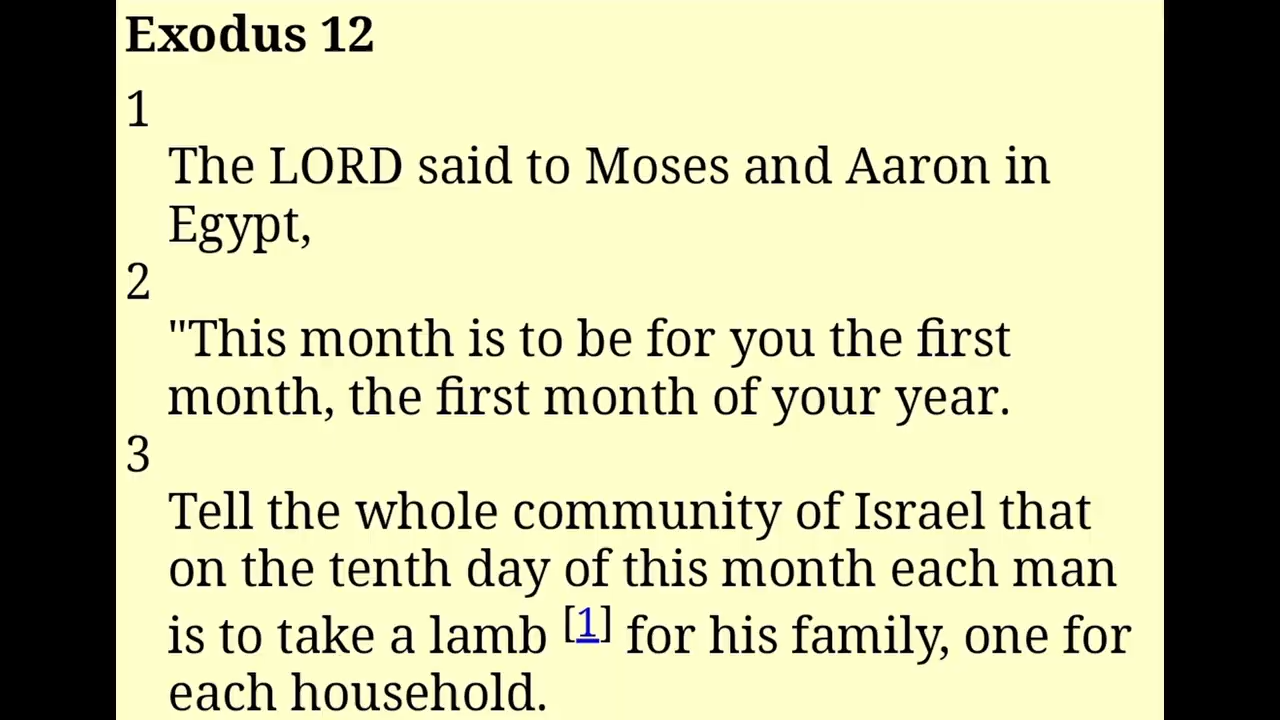 Exodus 12
1
The LORD said to Moses and Aaron in
Egypt,
2
"This month is to be for you the first
month, the first month of your year.
3
Tell the whole community of Israel that
on the tenth day of this month each man
is to take a lamb [1] for his family, one for
each household.